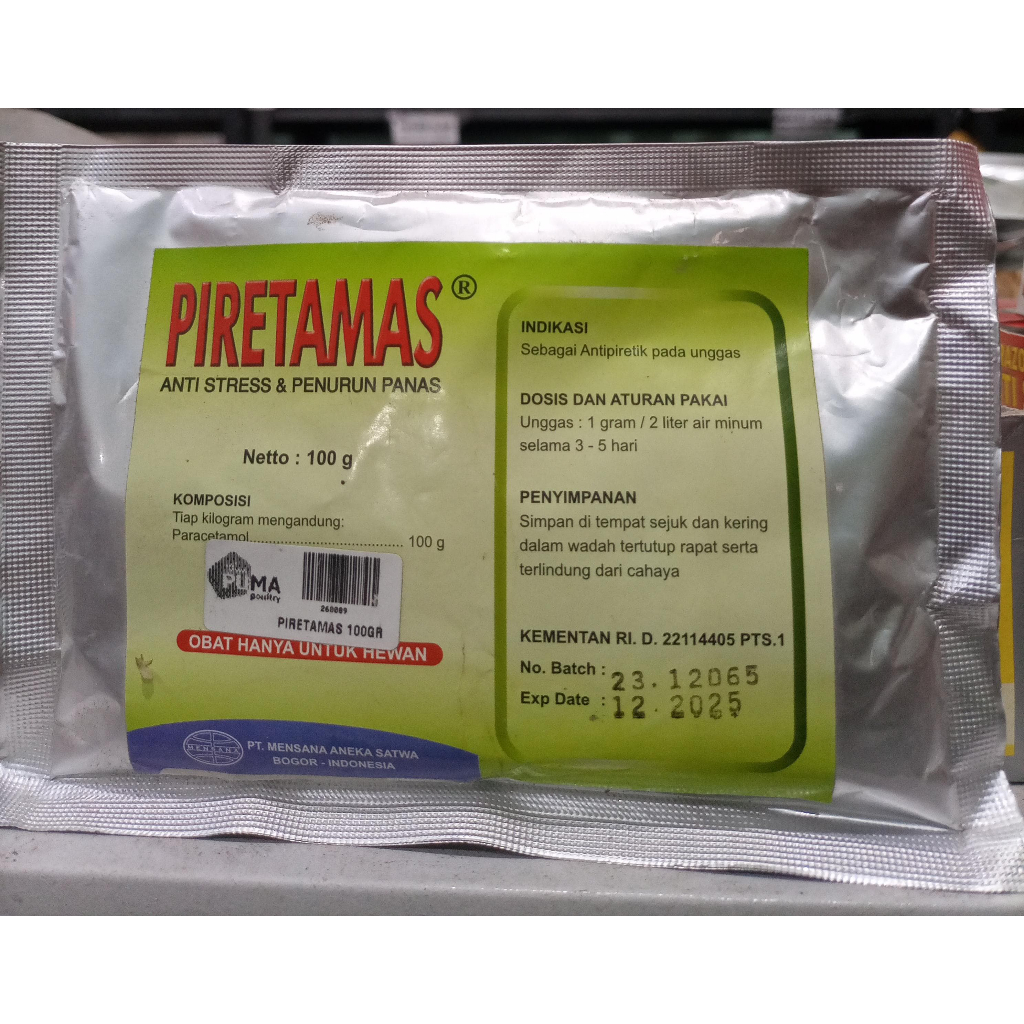 PIRETAMAS®
ANTI STRESS & PENURUN PANAS
Netto : 100 g
KOMPOSISI
Tiap kilogram mengandung:
Paracetamol....................................... 100 g
PUMA
poultry
260089
PIRETAMAS 100GR
OBAT HANYA UNTUK HEWAN
MENSANA
PT. MENSANA ANEKA SATWA
BOGOR - INDONESIA
INDIKASI
Sebagai Antipiretik pada unggas
DOSIS DAN ATURAN PAKAI
Unggas : 1 gram / 2 liter air minum
selama 3 - 5 hari
PENYIMPANAN
Simpan di tempat sejuk dan kering
dalam wadah tertutup rapat serta
terlindung dari cahaya
KEMENTAN RI. D. 22114405 PTS.1
No. Batch : 23.12065
Exp Date : 12.2025